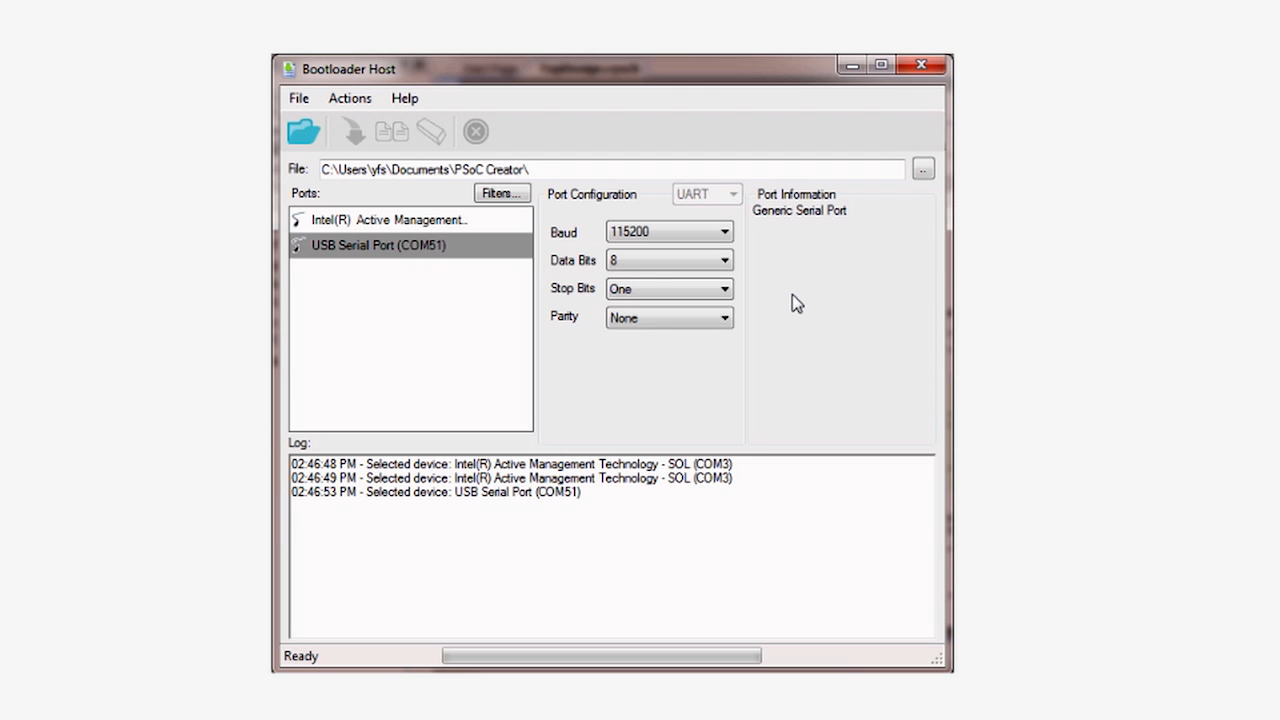 Bootloader Host
File Actions Help
File: C:\Users\yfs\Documents\PSoC Creator\ ..
Ports: Filters...
Intel(R) Active Management..
USB Serial Port (COM51)
Port Configuration UART
Baud 115200
Data Bits 8
Stop Bits One
Parity None
Port Information
Generic Serial Port
Log:
02:46:48 PM - Selected device: Intel(R) Active Management Technology - SOL (COM3)
02:46:49 PM - Selected device: Intel(R) Active Management Technology - SOL (COM3)
02:46:53 PM - Selected device: USB Serial Port (COM51)
Ready